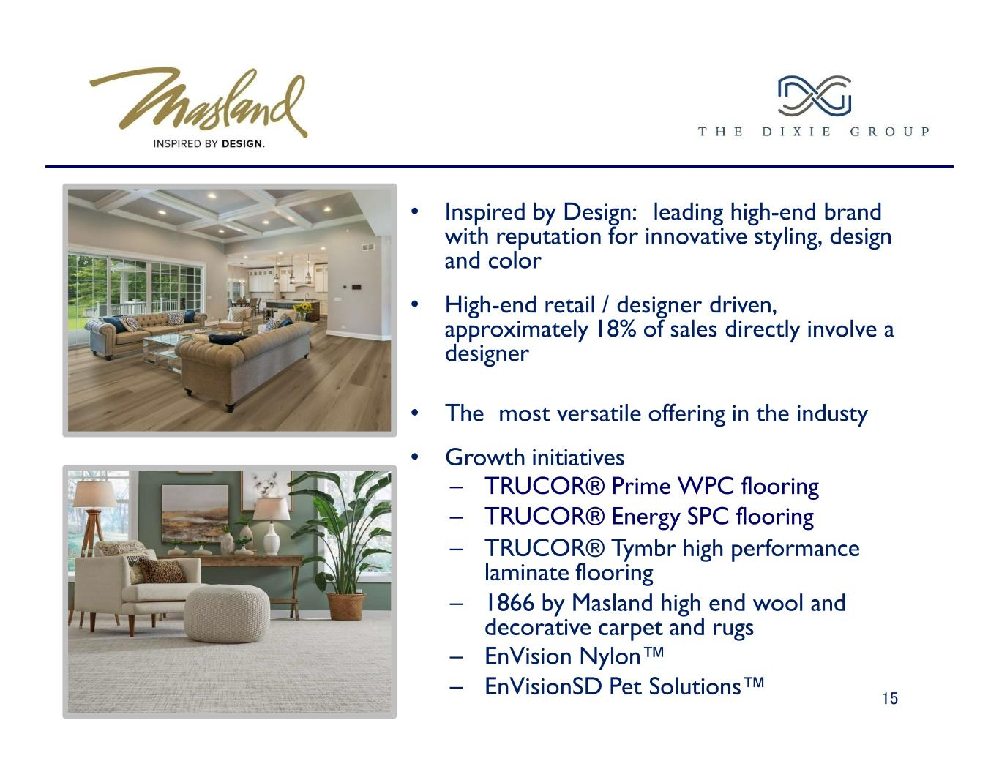 Masland
INSPIRED BY DESIGN.
THE DIXIE GROUP
• Inspired by Design: leading high-end brand
with reputation for innovative styling, design
and color
• High-end retail / designer driven,
approximately 18% of sales directly involve a
designer
• The most versatile offering in the industy
• Growth initiatives
– TRUCOR® Prime WPC flooring
– TRUCOR® Energy SPC flooring
– TRUCOR® Tymbr high performance
laminate flooring
– 1866 by Masland high end wool and
decorative carpet and rugs
– EnVision Nylon™
– EnVisionSD Pet Solutions™
15